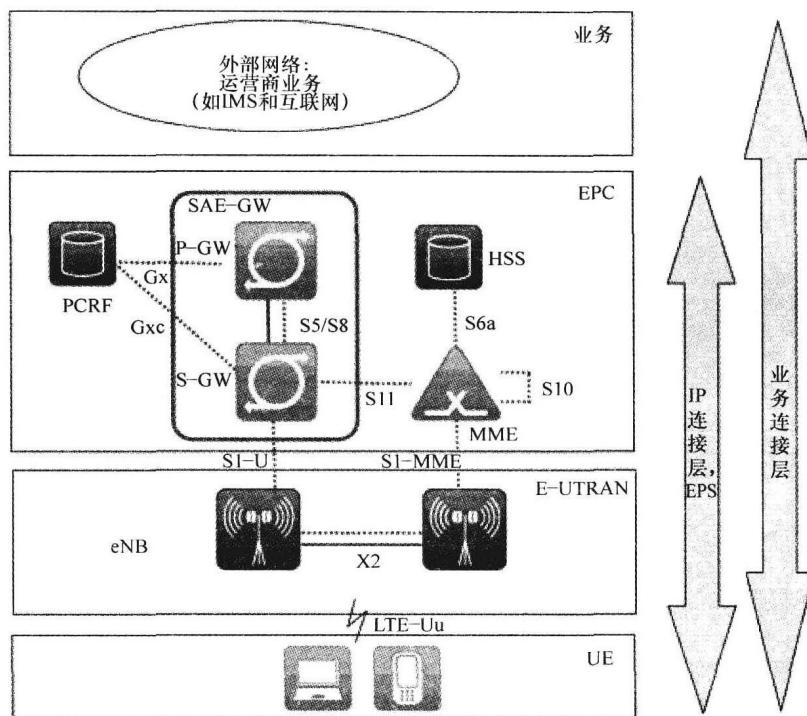 业务
外部网络:
运营商业务
(如IMS和互联网)
EPC
SAE-GW
P-GW
HSS
Gx
PCRF
Gxc
S5/S8
S6a
S-GW
S11
S10
MME
S1-U
S1-MME
E-UTRAN
eNB
X2
LTE-Uu
UE
IP
连
接
层,
EPS
业
务
连
接
层